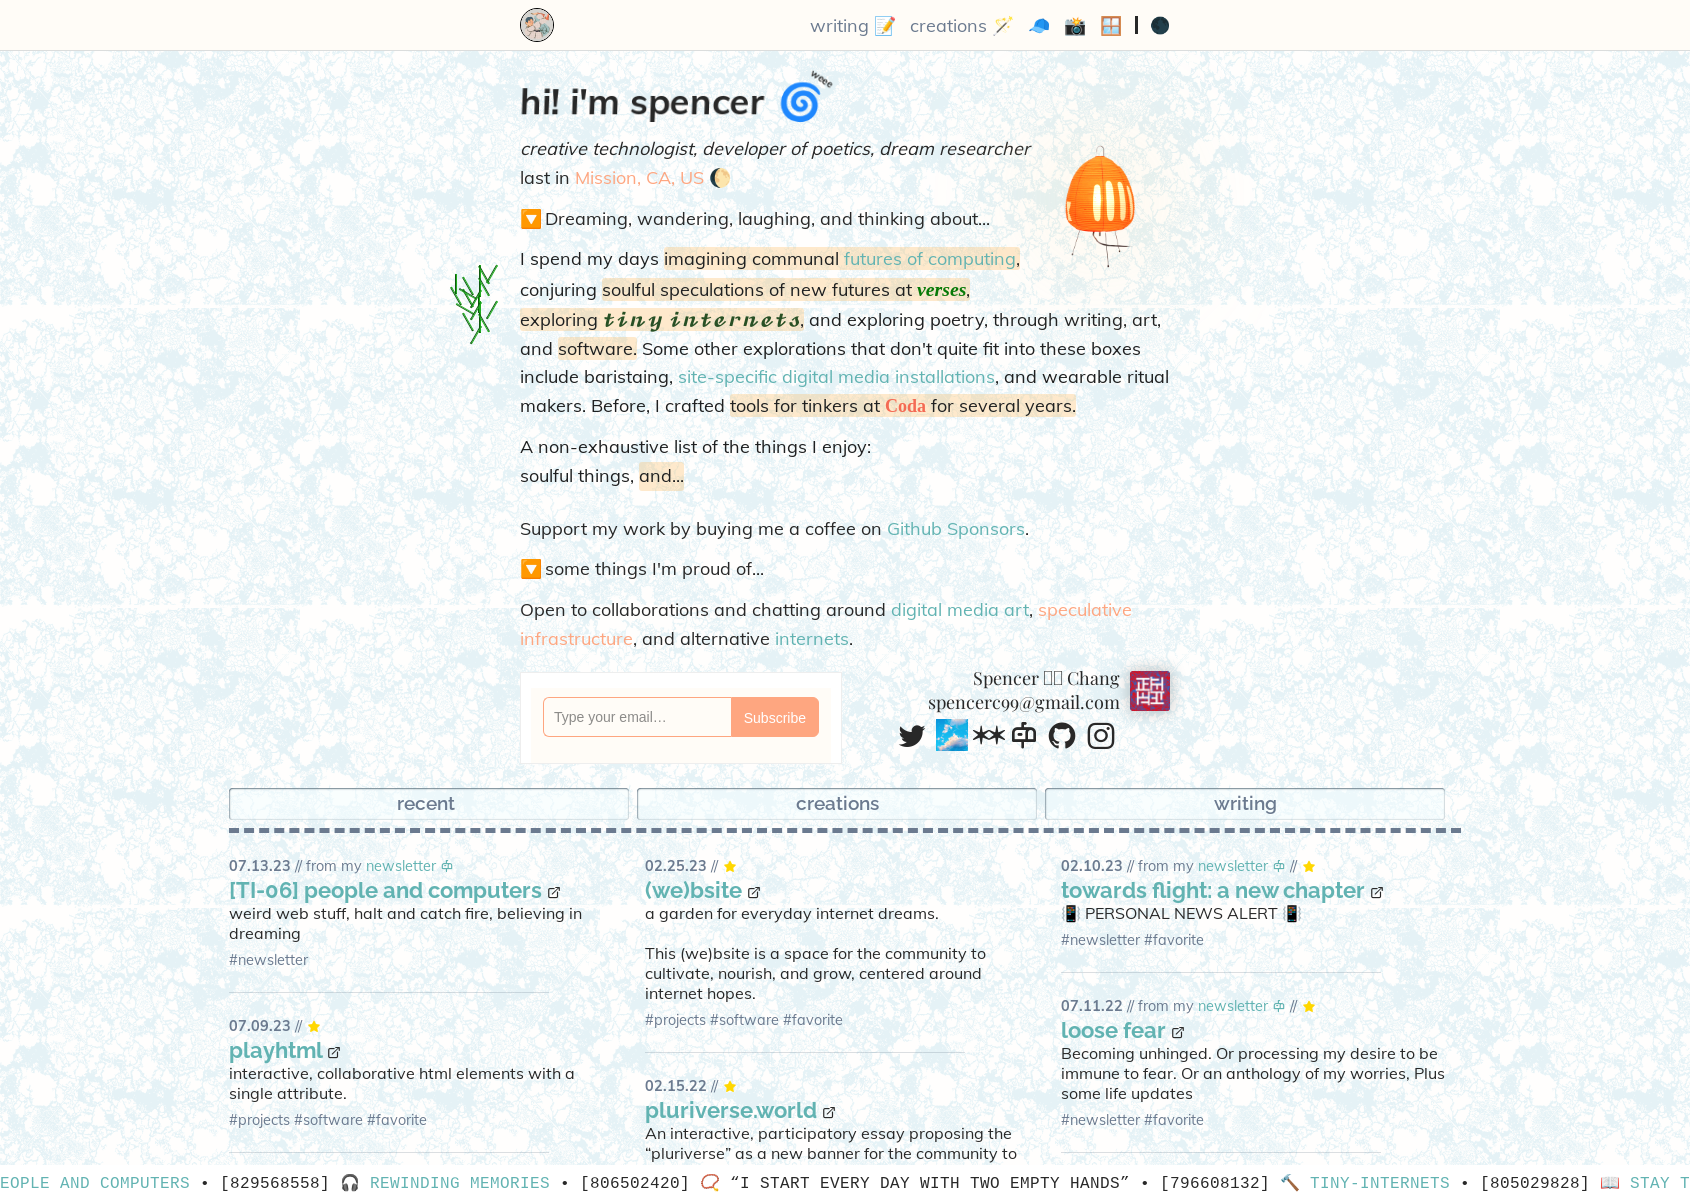 writing 📝 creations 🪄 🧢 📸 🪟 | 🌑
hi! i'm spencer 🌀 weee
creative technologist, developer of poetics, dream researcher
last in Mission, CA, US 🌔
🔽 Dreaming, wandering, laughing, and thinking about...
I spend my days imagining communal futures of computing,
conjuring soulful speculations of new futures at verses,
exploring tiny internets, and exploring poetry, through writing, art,
and software. Some other explorations that don't quite fit into these boxes
include baristaing, site-specific digital media installations, and wearable ritual
makers. Before, I crafted tools for tinkers at Coda for several years.
A non-exhaustive list of the things I enjoy:
soulful things, and...
Support my work by buying me a coffee on Github Sponsors.
🔽 some things I'm proud of...
Open to collaborations and chatting around digital media art, speculative
infrastructure, and alternative internets.
Type your email… Subscribe
Spencer Chang
spencerc99@gmail.com
recent
creations
writing
07.13.23 // from my newsletter
[TI-06] people and computers
weird web stuff, halt and catch fire, believing in
dreaming
#newsletter
07.09.23 // ⭐
playhtml
interactive, collaborative html elements with a
single attribute.
#projects #software #favorite
02.25.23 // ⭐
(we)bsite
a garden for everyday internet dreams.
This (we)bsite is a space for the community to
cultivate, nourish, and grow, centered around
internet hopes.
#projects #software #favorite
02.15.22 // ⭐
pluriverse.world
An interactive, participatory essay proposing the
“pluriverse” as a new banner for the community to
02.10.23 // from my newsletter // ⭐
towards flight: a new chapter
📳 PERSONAL NEWS ALERT 📳
#newsletter #favorite
07.11.22 // from my newsletter // ⭐
loose fear
Becoming unhinged. Or processing my desire to be
immune to fear. Or an anthology of my worries, Plus
some life updates
#newsletter #favorite
EOPLE AND COMPUTERS • [829568558] 🎧 REWINDING MEMORIES • [806502420] 📿 “I START EVERY DAY WITH TWO EMPTY HANDS” • [796608132] 🔨 TINY-INTERNETS • [805029828] 📖 STAY T